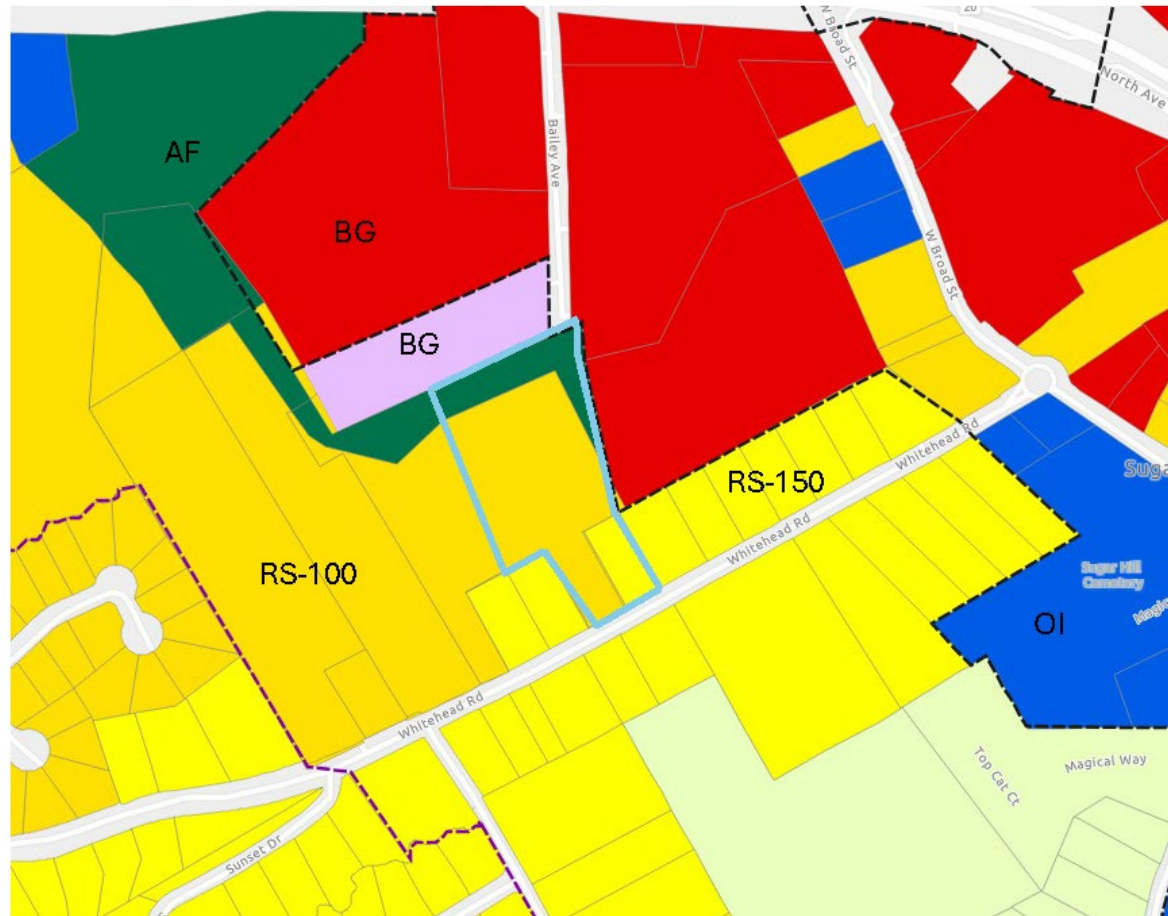 W Broad St
20
North Ave
Bailey Ave
AF
BG
BG
W Broad St
Whitehead Rd
RS-150
Whitehead Rd
Sugar Hill
Cemetery
RS-100
OI
Whitehead Rd
Top Cat Ct
Magical Way
Sunset Dr